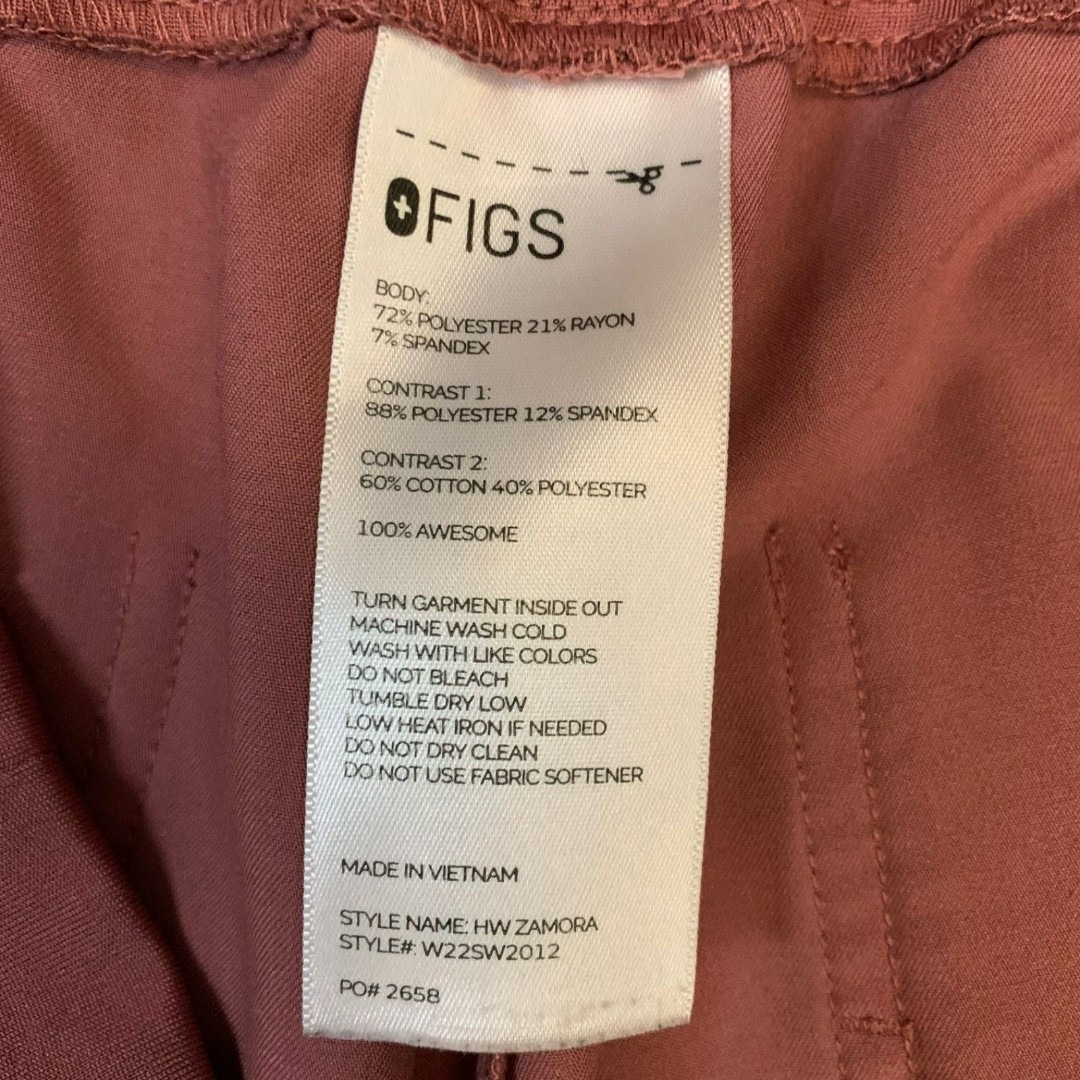 FIGS
BODY:
72% POLYESTER 21% RAYON
7% SPANDEX
CONTRAST 1:
88% POLYESTER 12% SPANDEX
CONTRAST 2:
60% COTTON 40% POLYESTER
100% AWESOME
TURN GARMENT INSIDE OUT
MACHINE WASH COLD
WASH WITH LIKE COLORS
DO NOT BLEACH
TUMBLE DRY LOW
LOW HEAT IRON IF NEEDED
DO NOT DRY CLEAN
DO NOT USE FABRIC SOFTENER
MADE IN VIETNAM
STYLE NAME: HW ZAMORA
STYLE#: W22SW2012
PO# 2658